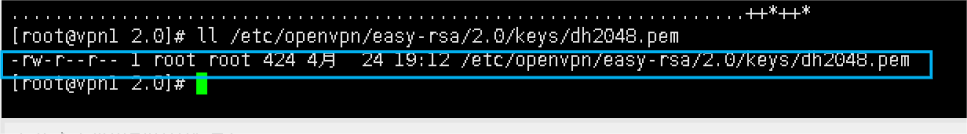 ......................................................................++*++*
[root@vpn1 2.0]# ll /etc/openvpn/easy-rsa/2.0/keys/dh2048.pem
-rw-r--r-- 1 root root 424 4月  24 19:12 /etc/openvpn/easy-rsa/2.0/keys/dh2048.pem
[root@vpn1 2.0]#